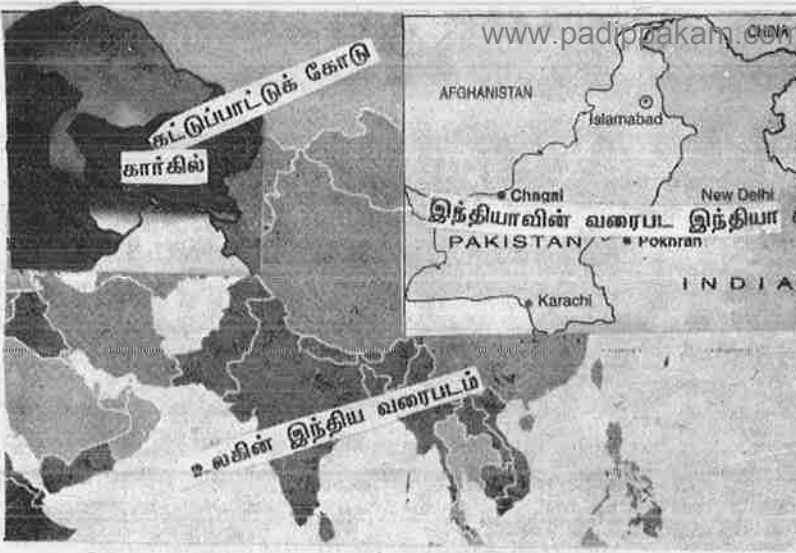 www.padippakam.com
CHINA
கட்டுப்பாட்டுக் கோடு
கார்கில்
AFGHANISTAN
Islamabad
Chagai
New Delhi
இந்தியாவின் வரைபட இந்தியா
PAKISTAN
Pokhran
INDIA
Karachi
உலகின் இந்திய வரைபடம்